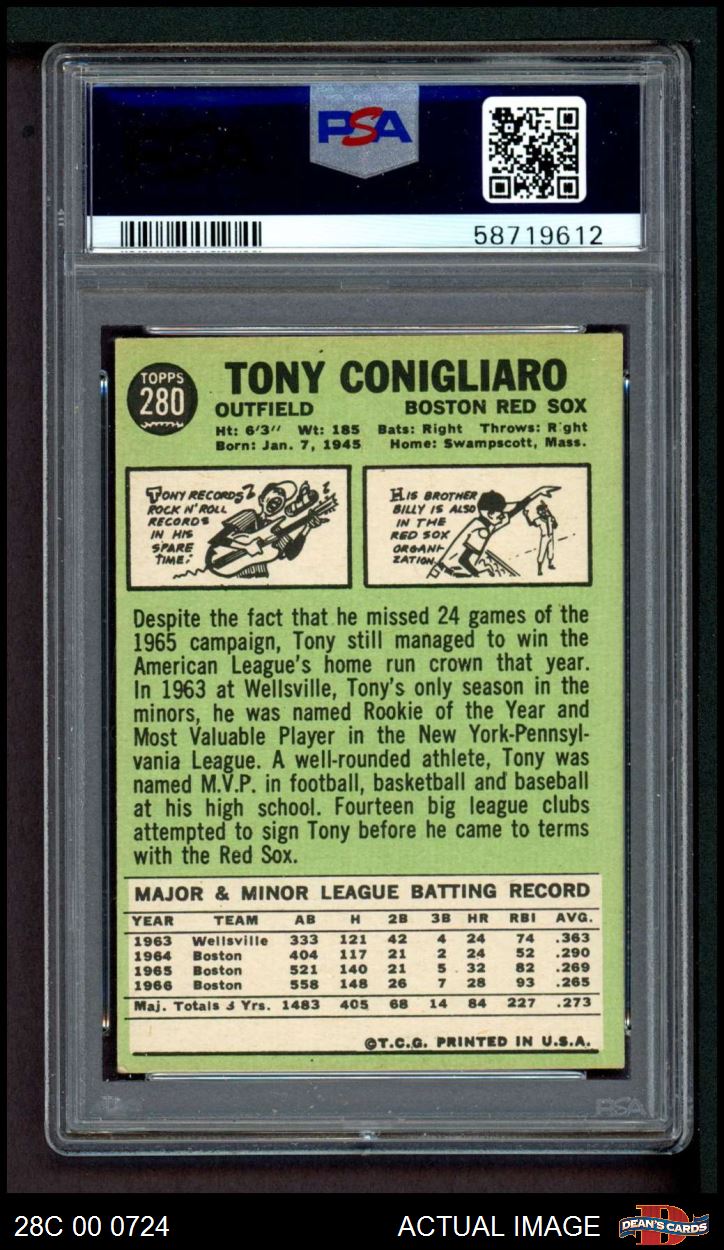 PSA
58719612
TOPPS
280
TONY CONIGLIARO
OUTFIELD BOSTON RED SOX
Ht: 6'3" Wt: 185 Bats: Right Throws: Right
Born: Jan. 7, 1945 Home: Swampscott, Mass.
TONY RECORDS
ROCK N' ROLL
RECORDS
IN HIS
SPARE
TIME.
HIS BROTHER
BILLY IS ALSO
IN THE
RED SOX
ORGANI-
ZATION.
Despite the fact that he missed 24 games of the
1965 campaign, Tony still managed to win the
American League's home run crown that year.
In 1963 at Wellsville, Tony's only season in the
minors, he was named Rookie of the Year and
Most Valuable Player in the New York-Pennsyl-
vania League. A well-rounded athlete, Tony was
named M.V.P. in football, basketball and baseball
at his high school. Fourteen big league clubs
attempted to sign Tony before he came to terms
with the Red Sox.
MAJOR & MINOR LEAGUE BATTING RECORD
YEAR TEAM AB H 2B 3B HR RBI AVG.
1963 Wellsville 333 121 42 4 24 74 .363
1964 Boston 404 117 21 2 24 52 .290
1965 Boston 521 140 21 5 32 82 .269
1966 Boston 558 148 26 7 28 93 .265
Maj. Totals 3 Yrs. 1483 405 68 14 84 227 .273
©T.C.G. PRINTED IN U.S.A.
PSA
28C 00 0724 ACTUAL IMAGE DEAN'S CARDS